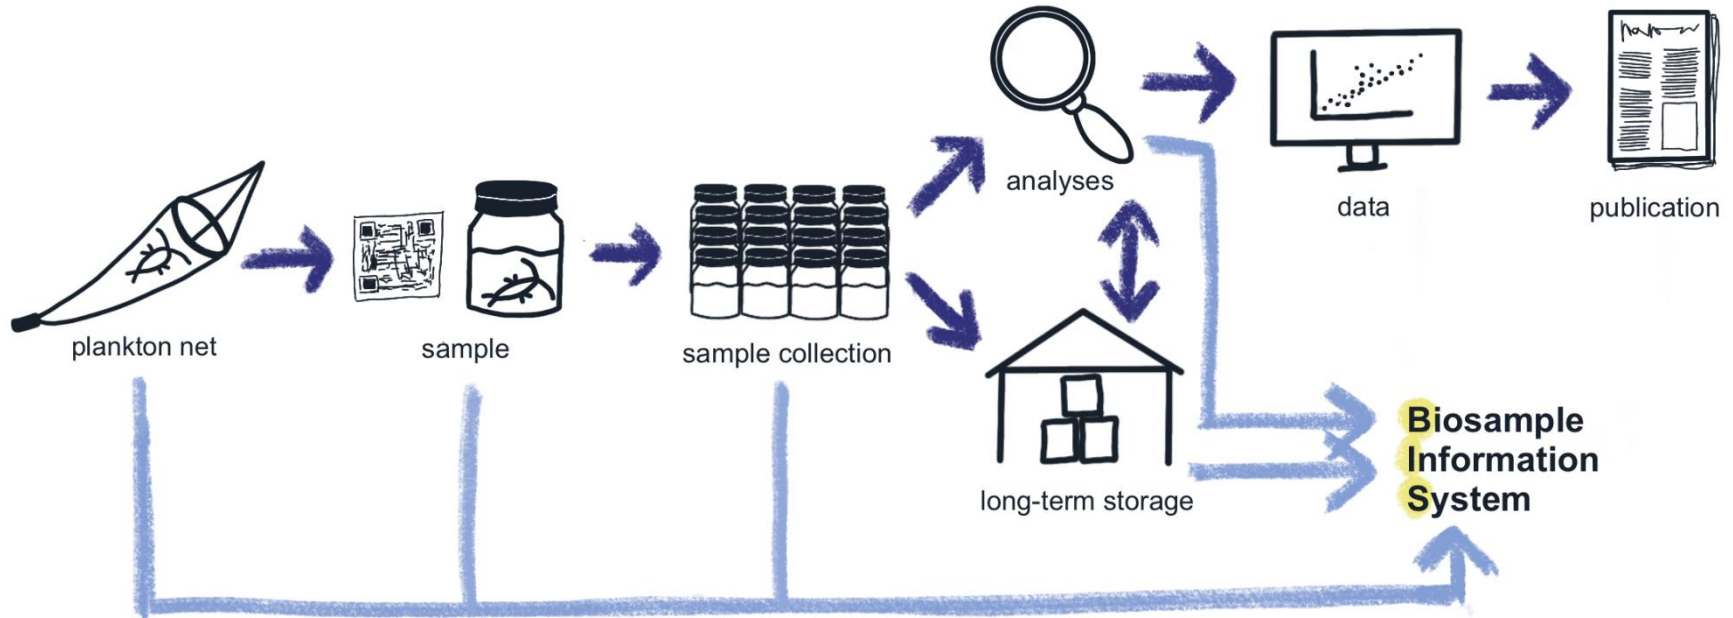 plankton net
sample
sample collection
analyses
long-term storage
data
publication
Biosample
Information
System